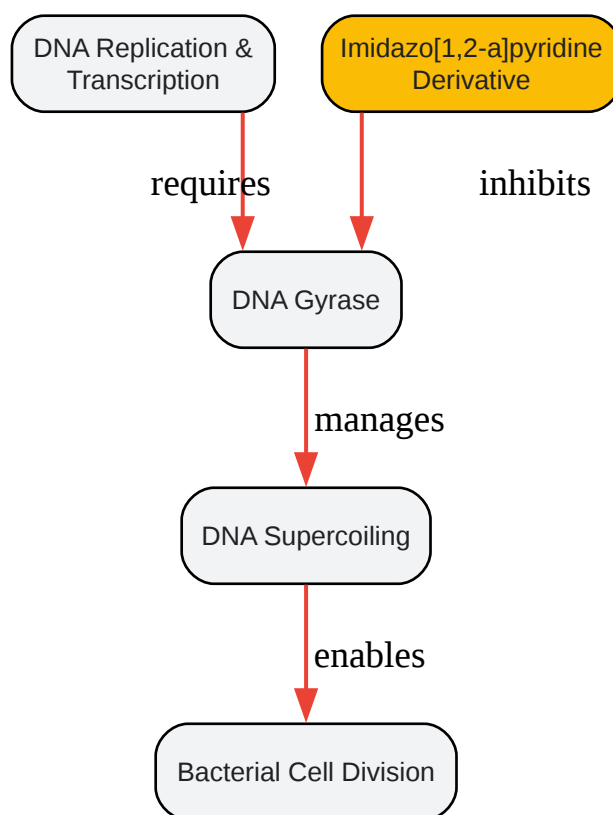 DNA Replication &
Transcription
Imidazo[1,2-a]pyridine
Derivative
requires
inhibits
DNA Gyrase
manages
DNA Supercoiling
enables
Bacterial Cell Division